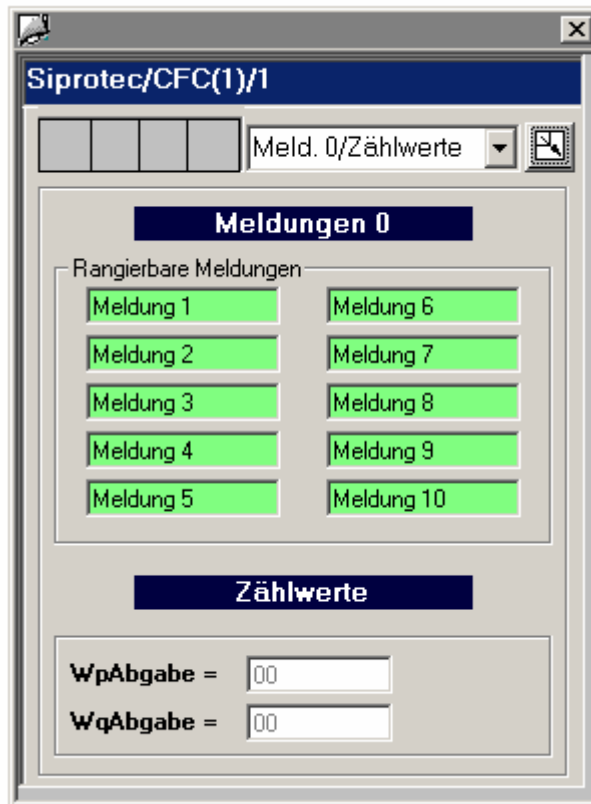 Siprotec/CFC(1)/1
Meld. 0/Zählwerte
Meldungen 0
Rangierbare Meldungen
Meldung 1 Meldung 6
Meldung 2 Meldung 7
Meldung 3 Meldung 8
Meldung 4 Meldung 9
Meldung 5 Meldung 10
Zählwerte
WpAbgabe = 00
WqAbgabe = 00